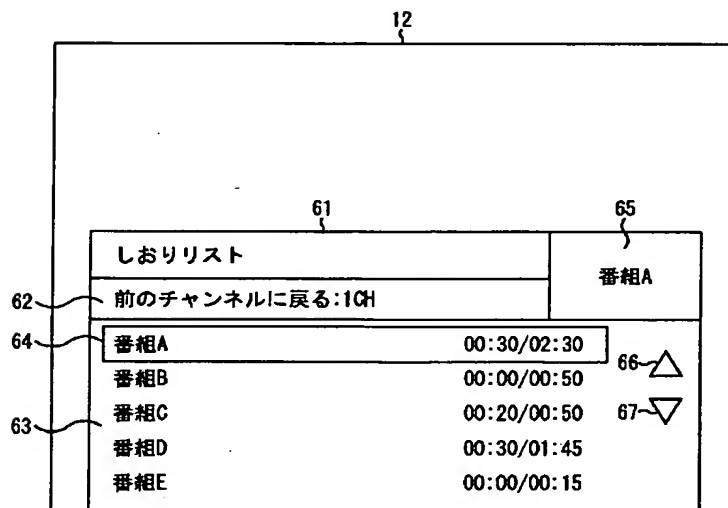 12
61
65
しおりリスト
番組A
62
前のチャンネルに戻る:1CH
64
番組A 00:30/02:30
66
番組B 00:00/00:50
63
番組C 00:20/00:50
67
番組D 00:30/01:45
番組E 00:00/00:15